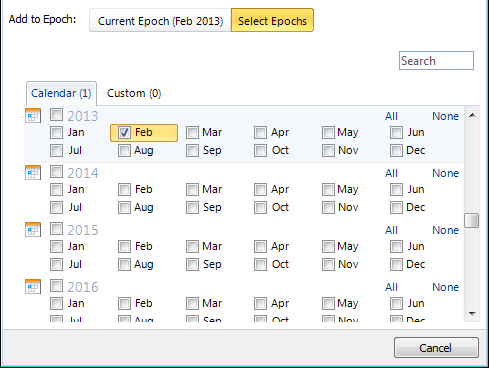 Add to Epoch: Current Epoch (Feb 2013) Select Epochs
Search
Calendar (1) Custom (0)
2013 All None
Jan Feb Mar Apr May Jun
Jul Aug Sep Oct Nov Dec
2014 All None
Jan Feb Mar Apr May Jun
Jul Aug Sep Oct Nov Dec
2015 All None
Jan Feb Mar Apr May Jun
Jul Aug Sep Oct Nov Dec
2016 All None
Jan Feb Mar Apr May Jun
Jul Aug Sep Oct Nov Dec
Cancel